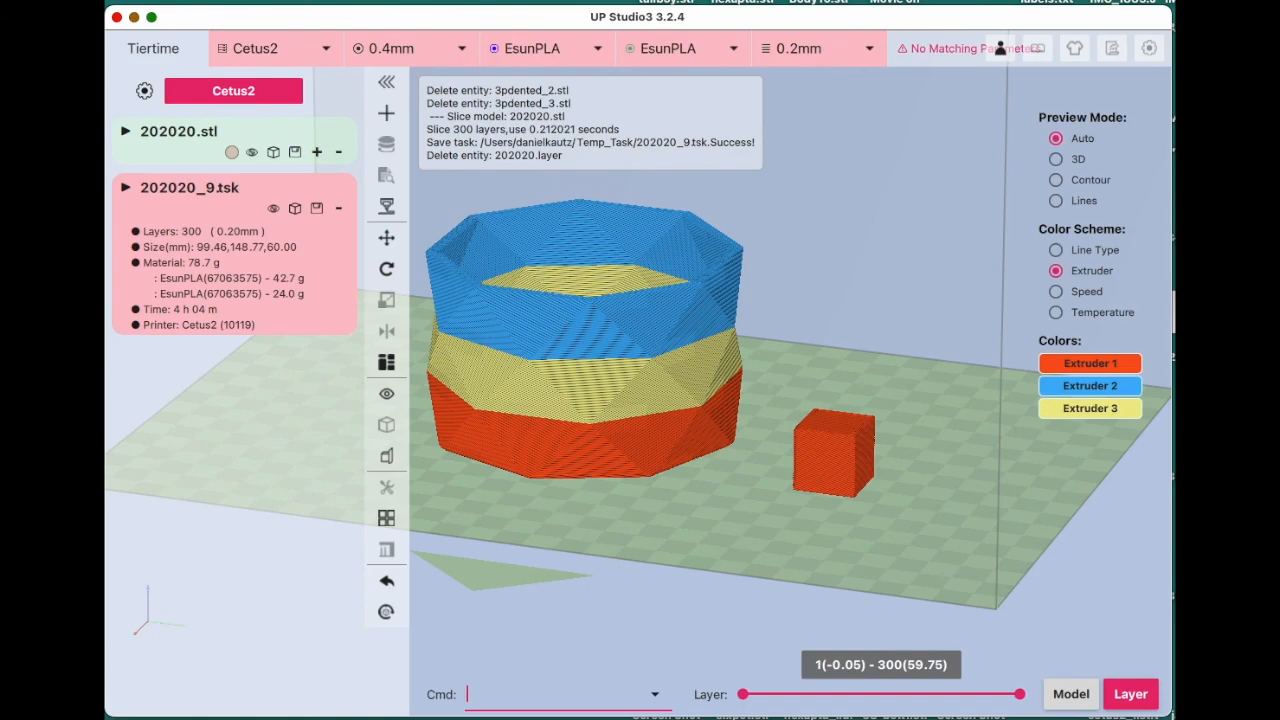 UP Studio3 3.2.4
Tiertime
Cetus2
0.4mm
EsunPLA
EsunPLA
0.2mm
No Matching
Cetus2
202020.stl
202020_9.tsk
Layers: 300 ( 0.20mm )
Size(mm): 99.46,148.77,60.00
Material: 78.7 g
: EsunPLA(67063575) - 42.7 g
: EsunPLA(67063575) - 24.0 g
Time: 4 h 04 m
Printer: Cetus2 (10119)
Delete entity: 3pdented_2.stl
Delete entity: 3pdented_3.stl
--- Slice model: 202020.stl
Slice 300 layers,use 0.212021 seconds
Save task: /Users/danielkautz/Temp_Task/202020_9.tsk.Success!
Delete entity: 202020.layer
Preview Mode:
Auto
3D
Contour
Lines
Color Scheme:
Line Type
Extruder
Speed
Temperature
Colors:
Extruder 1
Extruder 2
Extruder 3
1(-0.05) - 300(59.75)
Cmd:
Layer:
Model
Layer